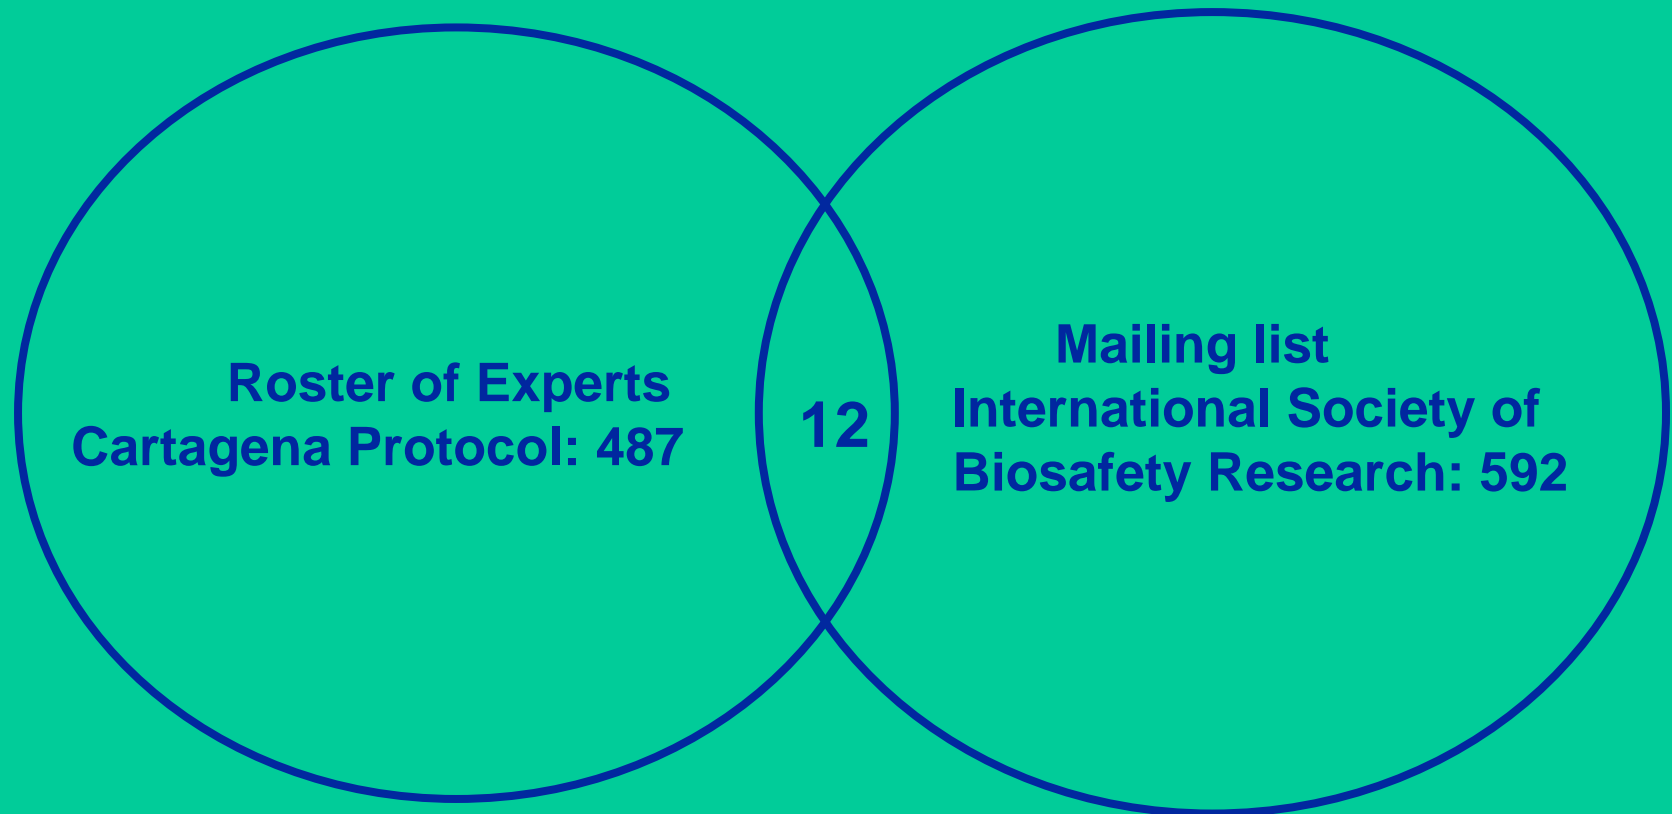 Roster of Experts
Cartagena Protocol: 487
12
Mailing list
International Society of
Biosafety Research: 592